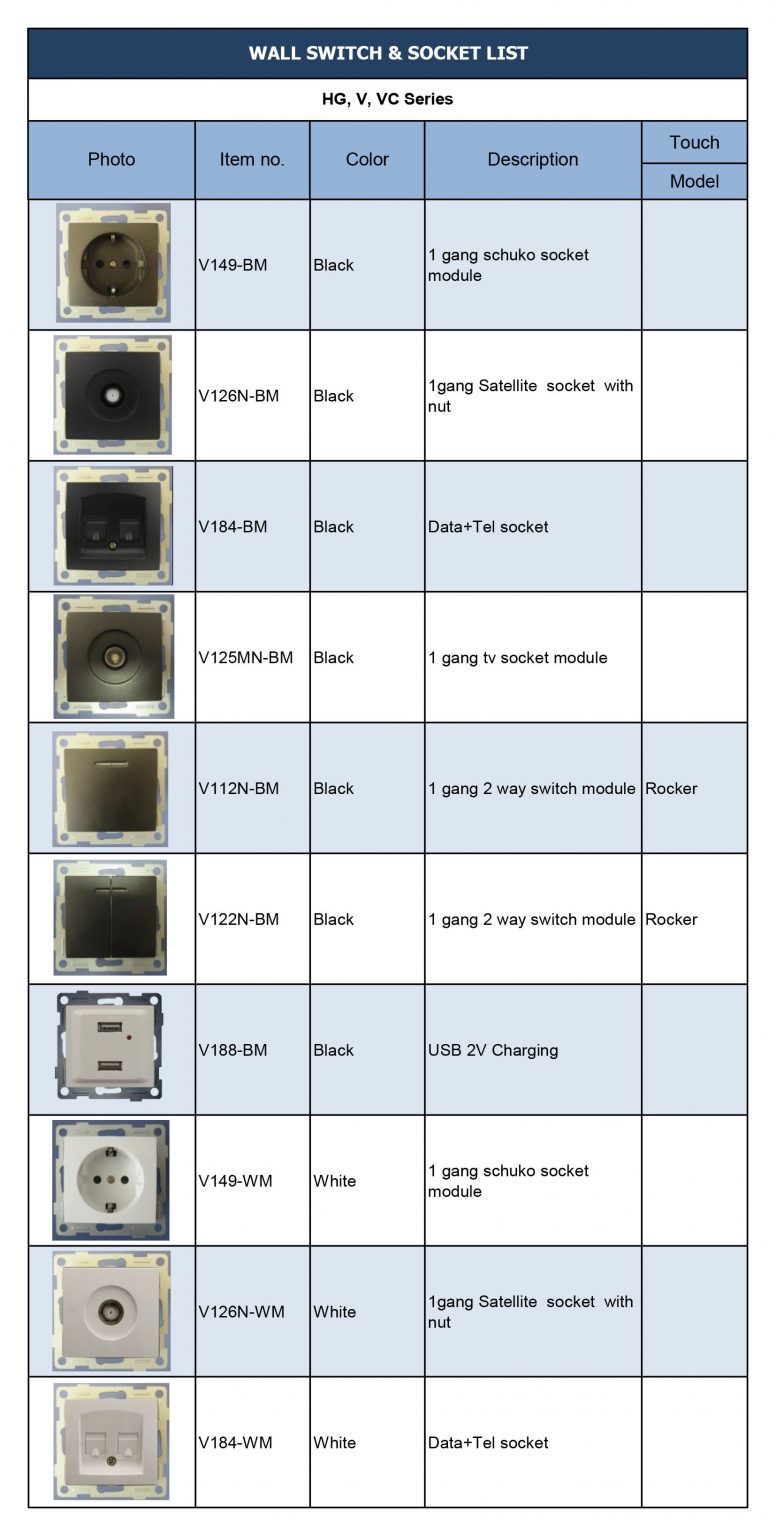 WALL SWITCH & SOCKET LIST
HG, V, VC Series
Photo Item no. Color Description Touch
Model
V149-BM Black 1 gang schuko socket
module
V126N-BM Black 1gang Satellite socket with
nut
V184-BM Black Data+Tel socket
V125MN-BM Black 1 gang tv socket module
V112N-BM Black 1 gang 2 way switch module Rocker
V122N-BM Black 1 gang 2 way switch module Rocker
V188-BM Black USB 2V Charging
V149-WM White 1 gang schuko socket
module
V126N-WM White 1gang Satellite socket with
nut
V184-WM White Data+Tel socket